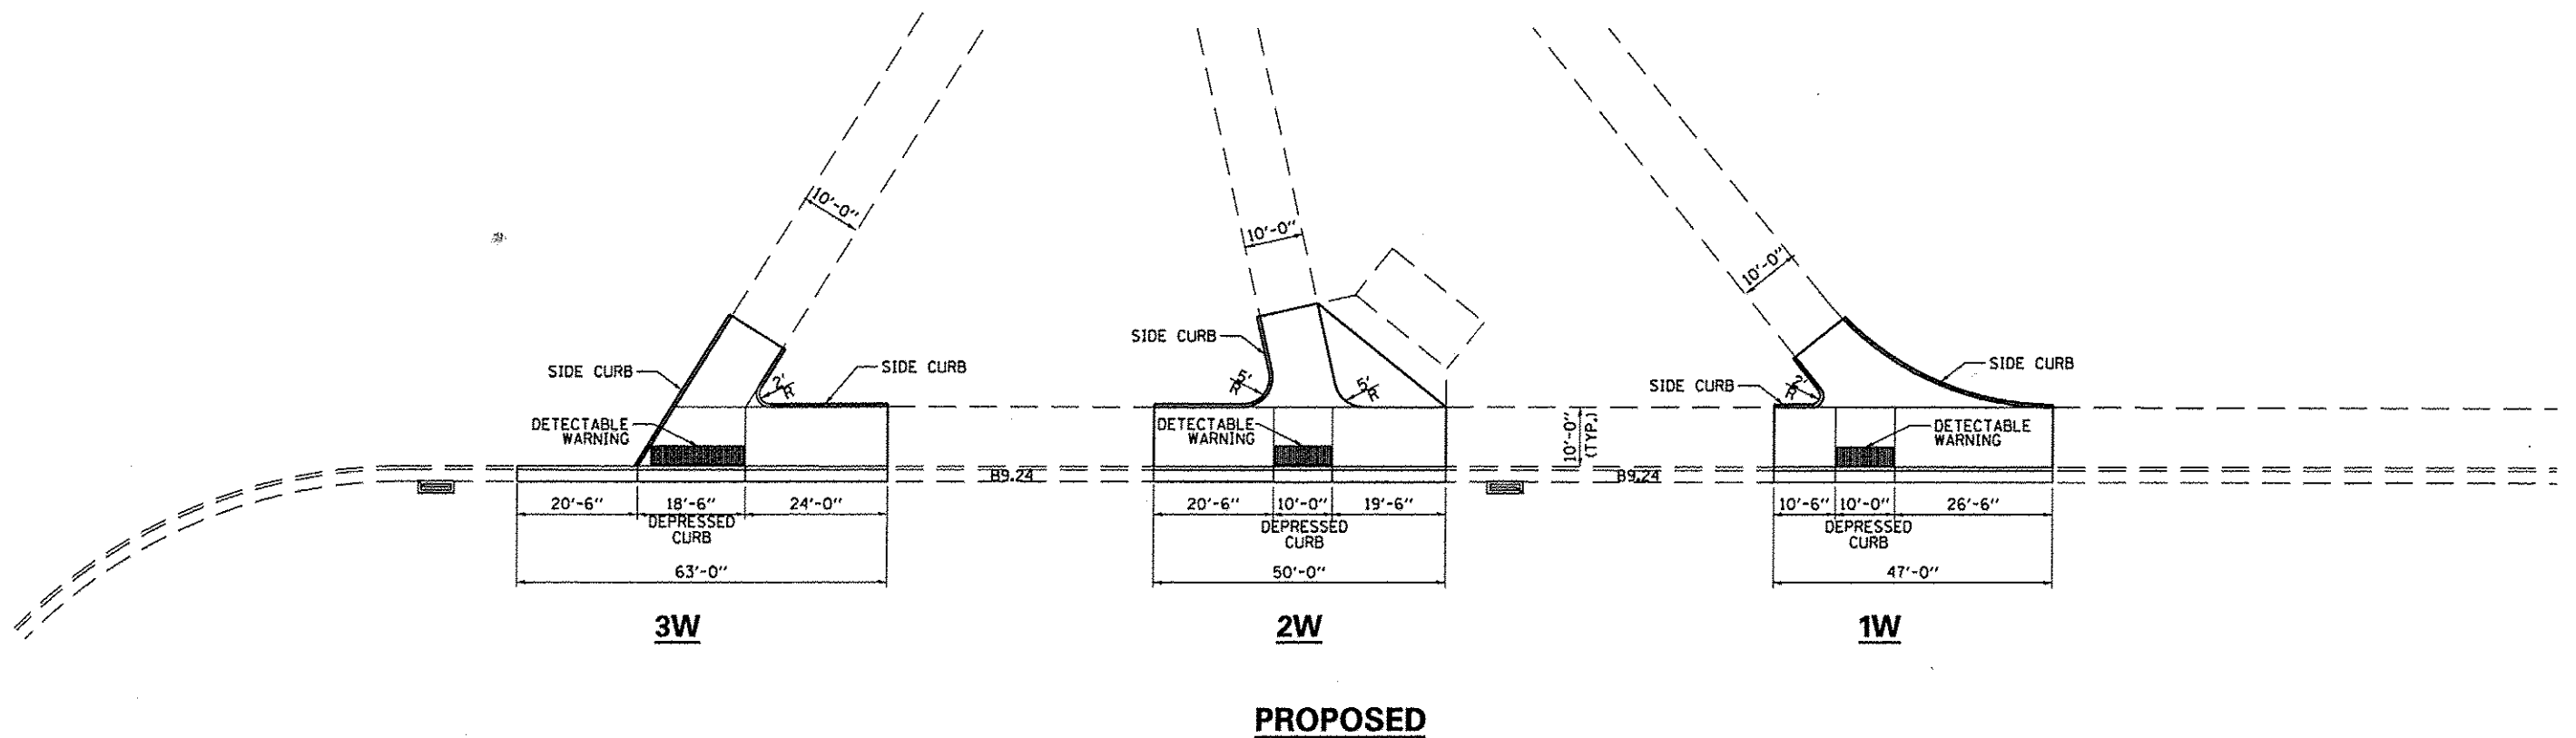 10'-0"
10'-0"
10'-0"
SIDE CURB
SIDE CURB
2'
R
DETECTABLE
WARNING
20'-6"
18'-6"
24'-0"
DEPRESSED
CURB
63'-0"
3W
SIDE CURB
5'
R
5'
R
DETECTABLE
WARNING
B9.24
20'-6"
10'-0"
19'-6"
DEPRESSED
CURB
50'-0"
2W
10'-0"
(TYP.)
B9.24
SIDE CURB
SIDE CURB
2'
R
DETECTABLE
WARNING
10'-6"
10'-0"
26'-6"
DEPRESSED
CURB
47'-0"
1W
PROPOSED